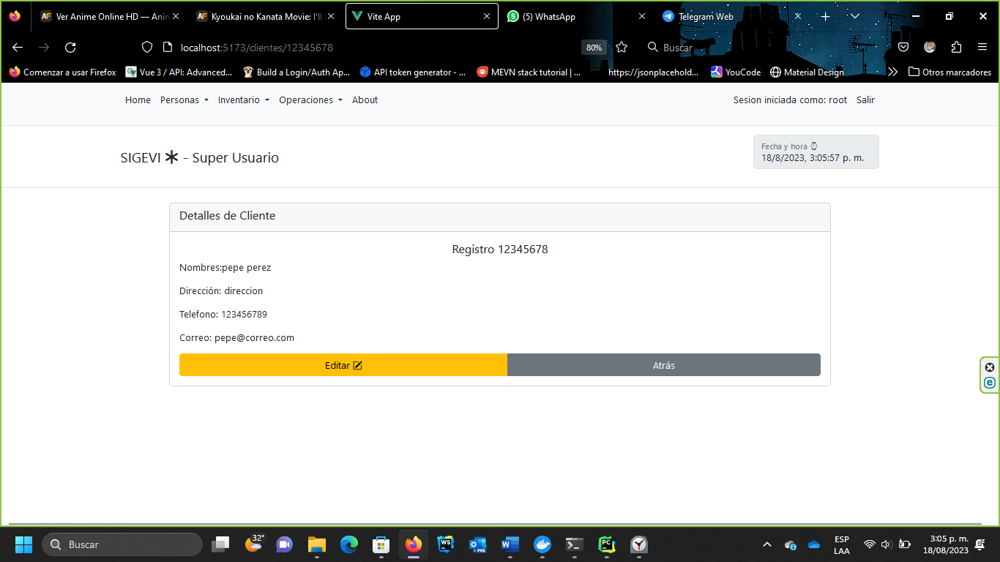 Ver Anime Online HD — Anim
Kyoukai no Kanata Movie: I'll
Vite App
(5) WhatsApp
Telegram Web
localhost:5173/clientes/12345678
80%
Buscar
Comenzar a usar Firefox
Vue 3 / API: Advanced...
Build a Login/Auth Ap...
API token generator - ...
MEVN stack tutorial | ...
https://jsonplacehold...
YouCode
Material Design
Otros marcadores
Home Personas Inventario Operaciones About
Sesion iniciada como: root Salir
SIGEVI - Super Usuario
Fecha y hora ⌚
18/8/2023, 3:05:57 p. m.
Detalles de Cliente
Registro 12345678
Nombres:pepe perez
Dirección: direccion
Telefono: 123456789
Correo: pepe@correo.com
Editar
Atrás
Buscar
32°
ESP
LAA
3:05 p. m.
18/08/2023